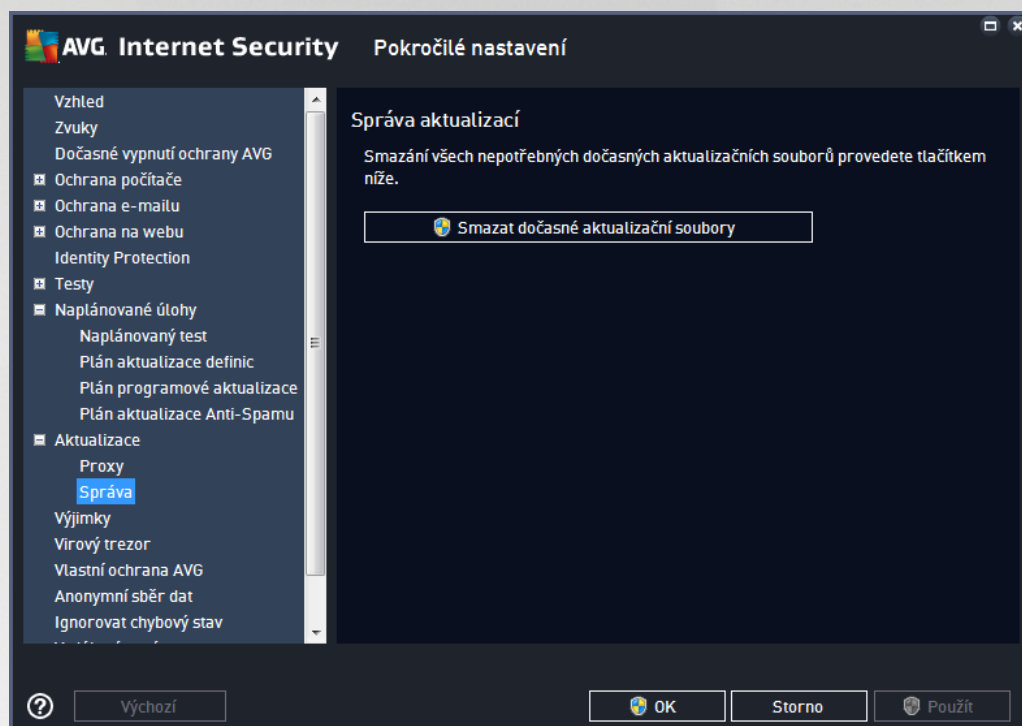 AVG. Internet Security
Pokročilé nastavení
Vzhled
Zvuky
Dočasné vypnutí ochrany AVG
Ochrana počítače
Ochrana e-mailu
Ochrana na webu
Identity Protection
Testy
Naplánované úlohy
Naplánovaný test
Plán aktualizace definic
Plán programové aktualizace
Plán aktualizace Anti-Spamu
Aktualizace
Proxy
Správa
Výjimky
Virový trezor
Vlastní ochrana AVG
Anonymní sběr dat
Ignorovat chybový stav
Správa aktualizací
Smazání všech nepotřebných dočasných aktualizačních souborů provedete tlačítkem
níže.
Smazat dočasné aktualizační soubory
Výchozí
OK
Storno
Použít